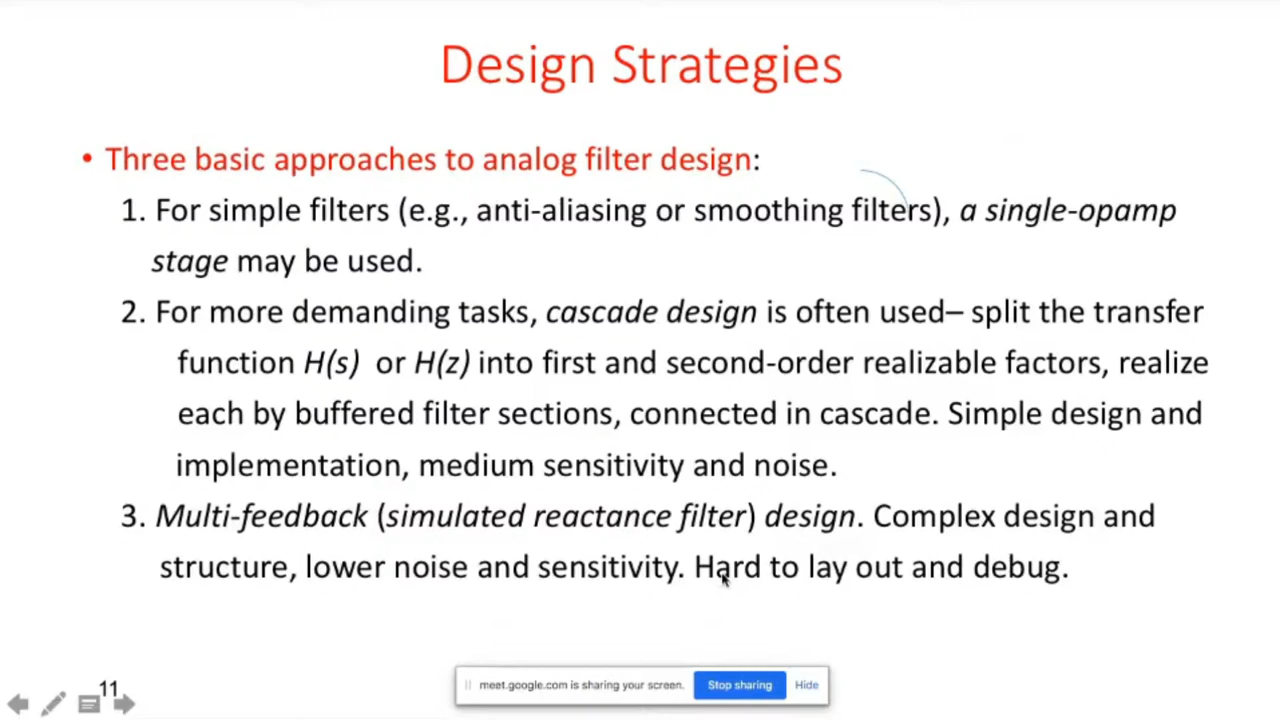 Design Strategies
• Three basic approaches to analog filter design:
1. For simple filters (e.g., anti-aliasing or smoothing filters), a single-opamp
stage may be used.
2. For more demanding tasks, cascade design is often used– split the transfer
function H(s) or H(z) into first and second-order realizable factors, realize
each by buffered filter sections, connected in cascade. Simple design and
implementation, medium sensitivity and noise.
3. Multi-feedback (simulated reactance filter) design. Complex design and
structure, lower noise and sensitivity. Hard to lay out and debug.
meet.google.com is sharing your screen. Stop sharing Hide
11